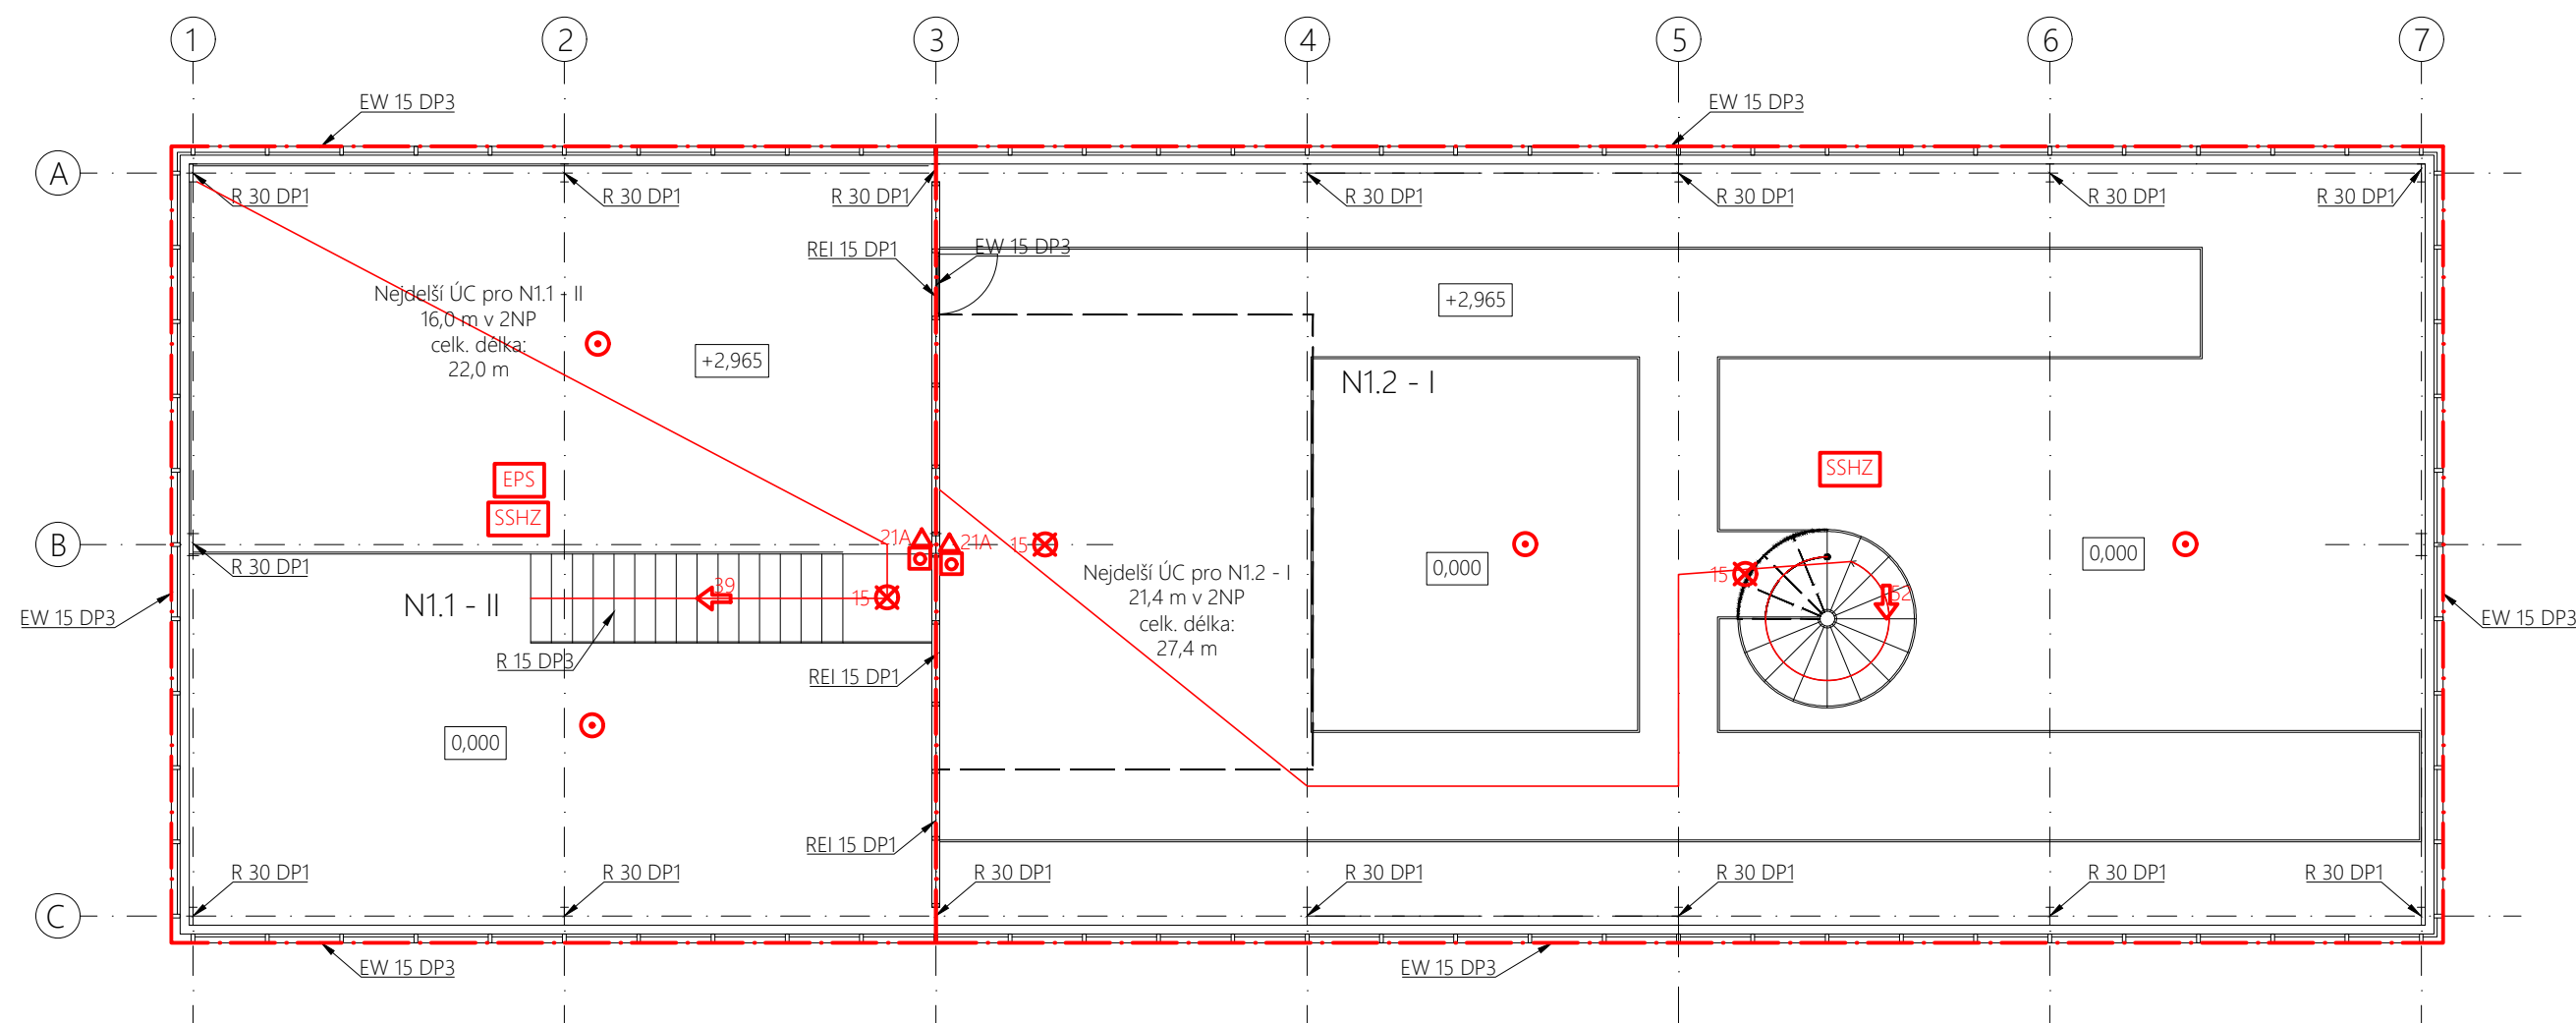 1
2
3
4
5
6
7
EW 15 DP3
EW 15 DP3
A
R 30 DP1
R 30 DP1
R 30 DP1
R 30 DP1
R 30 DP1
R 30 DP1
R 30 DP1
REI 15 DP1
EW 15 DP3
Nejdelší ÚC pro N1.1 - II
16,0 m v 2NP
celk. délka:
22,0 m
+2,965
+2,965
N1.2 - I
EPS
SSHZ
SSHZ
B
21A
21A
15
R 30 DP1
0,000
0,000
Nejdelší ÚC pro N1.2 - I
21,4 m v 2NP
celk. délka:
27,4 m
15
39
15
52
N1.1 - II
EW 15 DP3
EW 15 DP3
R 15 DP3
REI 15 DP1
0,000
REI 15 DP1
R 30 DP1
R 30 DP1
R 30 DP1
R 30 DP1
R 30 DP1
R 30 DP1
R 30 DP1
C
EW 15 DP3
EW 15 DP3